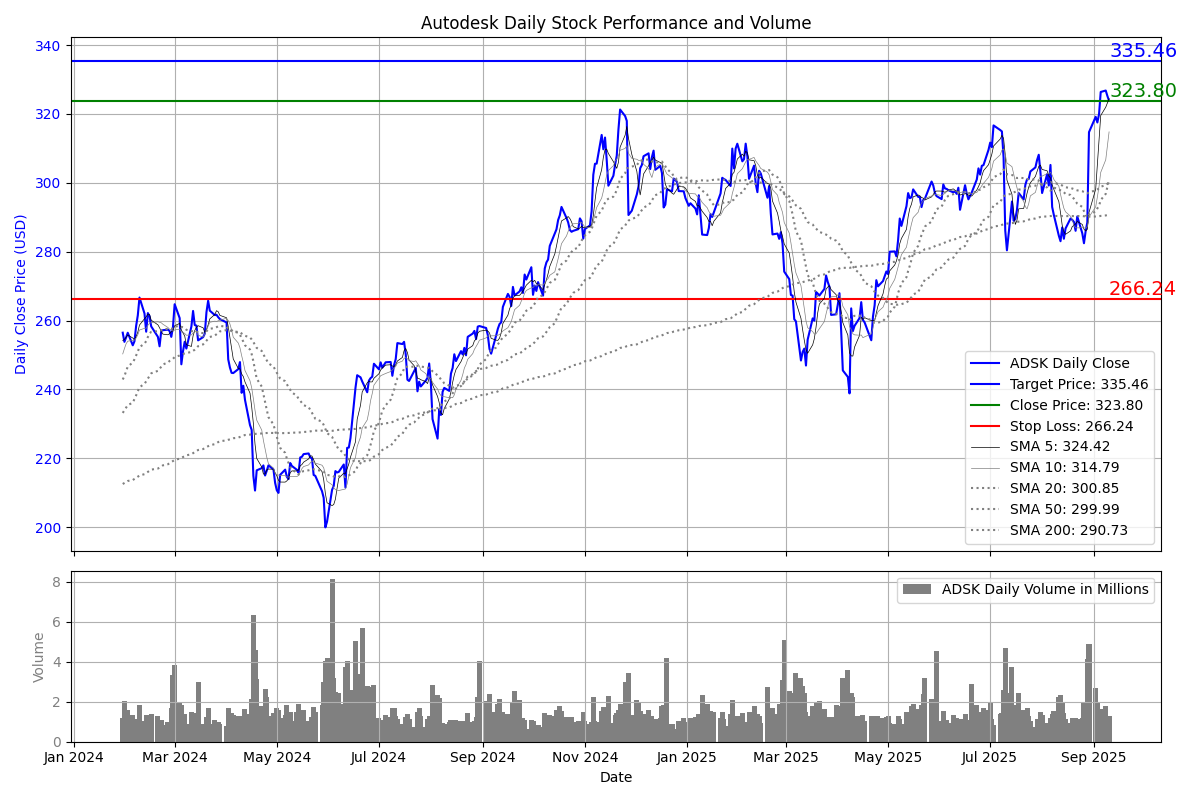 Autodesk Daily Stock Performance and Volume
340
335.46
323.80
320
300
280
266.24
260
240
220
200
Daily Close Price (USD)
ADSK Daily Close
Target Price: 335.46
Close Price: 323.80
Stop Loss: 266.24
SMA 5: 324.42
SMA 10: 314.79
SMA 20: 300.85
SMA 50: 299.99
SMA 200: 290.73
8
6
4
2
0
Volume
ADSK Daily Volume in Millions
Jan 2024 Mar 2024 May 2024 Jul 2024 Sep 2024 Nov 2024 Jan 2025 Mar 2025 May 2025 Jul 2025 Sep 2025
Date